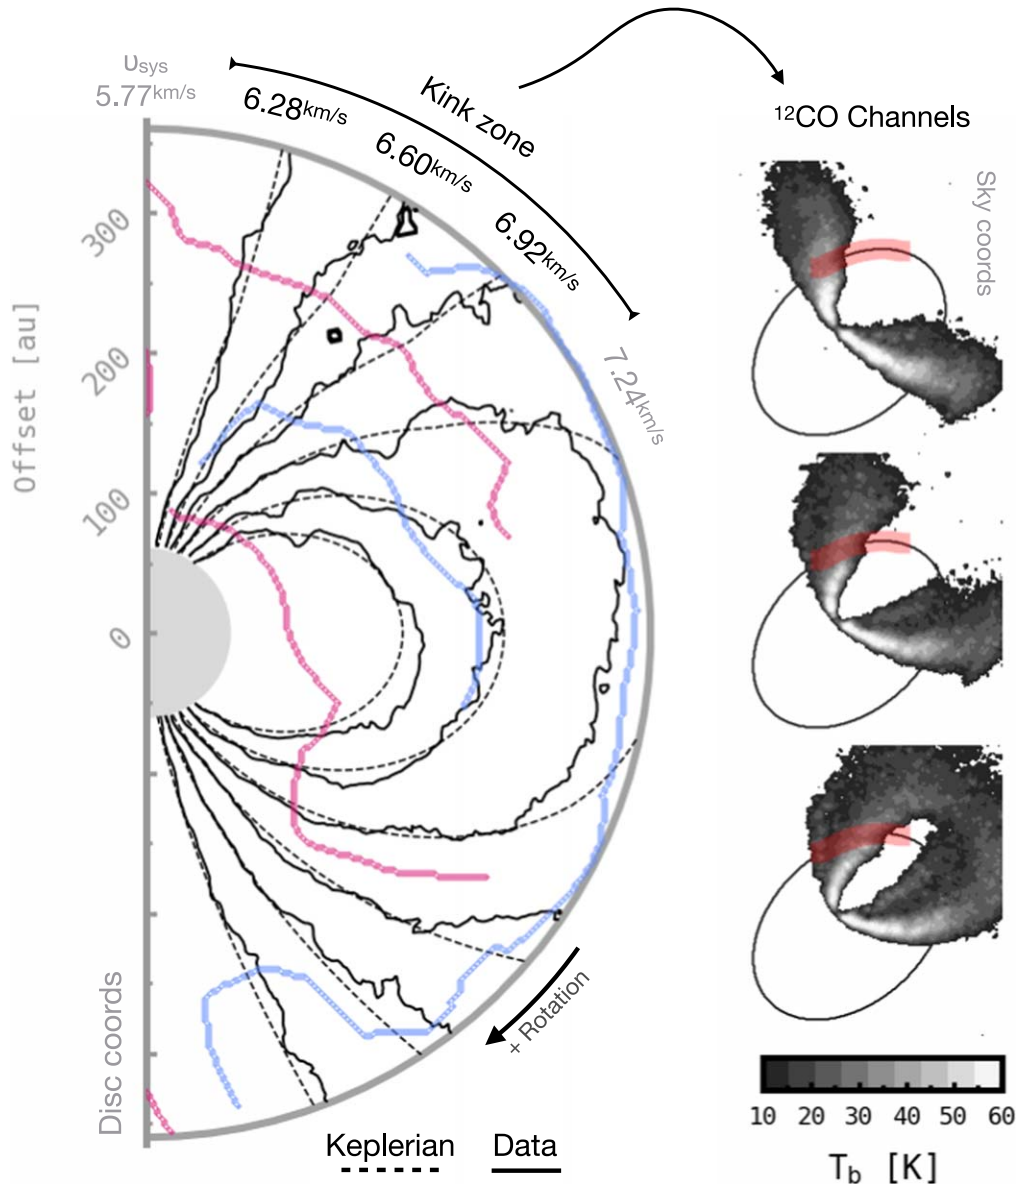 υsys
5.77km/s
6.28km/s
Kink zone
6.60km/s
6.92km/s
7.24km/s
¹²CO Channels
Sky coords
Offset [au]
300
200
100
0
Disc coords
+ Rotation
Keplerian
Data
10 20 30 40 50 60
Tb [K]